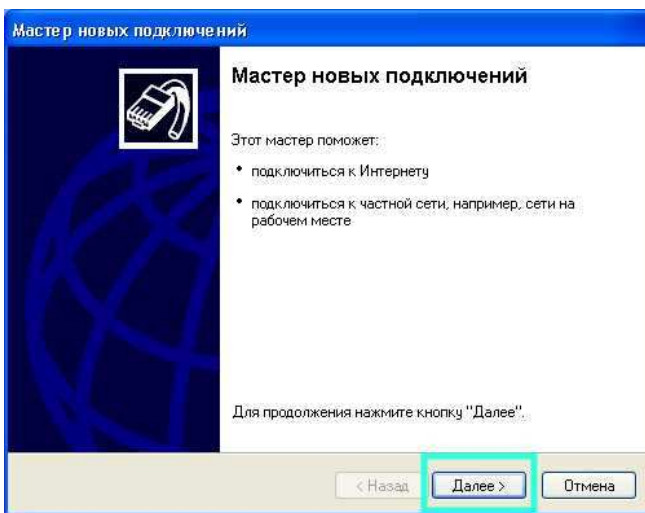 Мастер новых подключений
Мастер новых подключений
Этот мастер поможет:
• подключиться к Интернету
• подключиться к частной сети, например, сети на
рабочем месте
Для продолжения нажмите кнопку "Далее".
< Назад Далее > Отмена